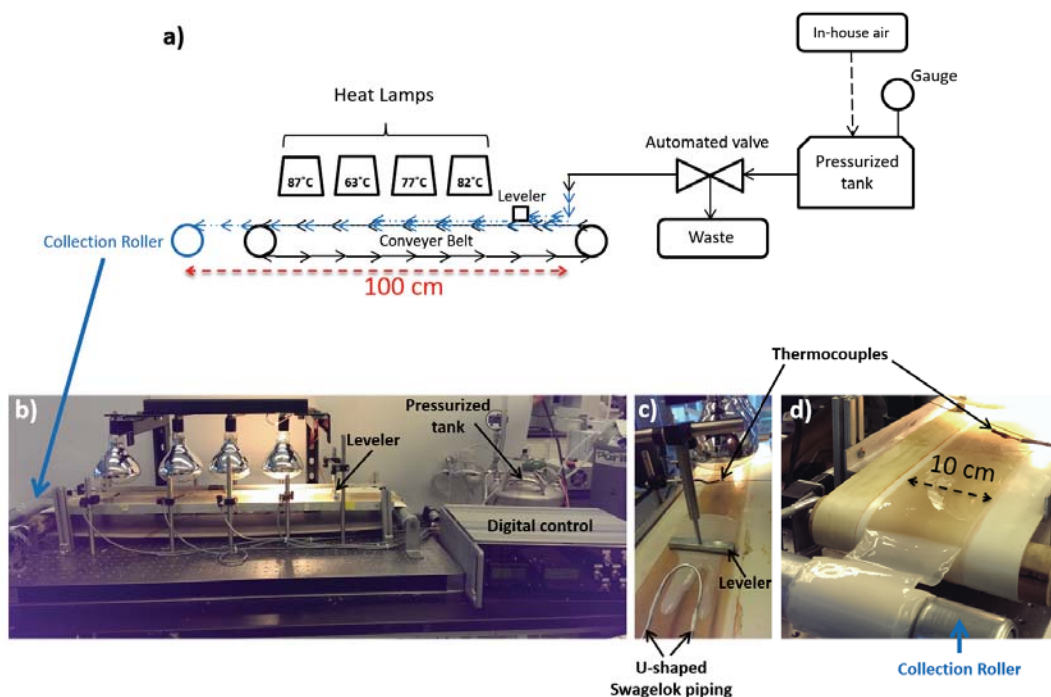 a)
In-house air
Gauge
Heat Lamps
Automated valve
Pressurized
tank
87˚C
63˚C
77˚C
82˚C
Leveler
Waste
Collection Roller
Conveyer Belt
100 cm
Thermocouples
b)
Pressurized
tank
Leveler
Digital control
c)
Leveler
U-shaped
Swagelok piping
d)
10 cm
Collection Roller